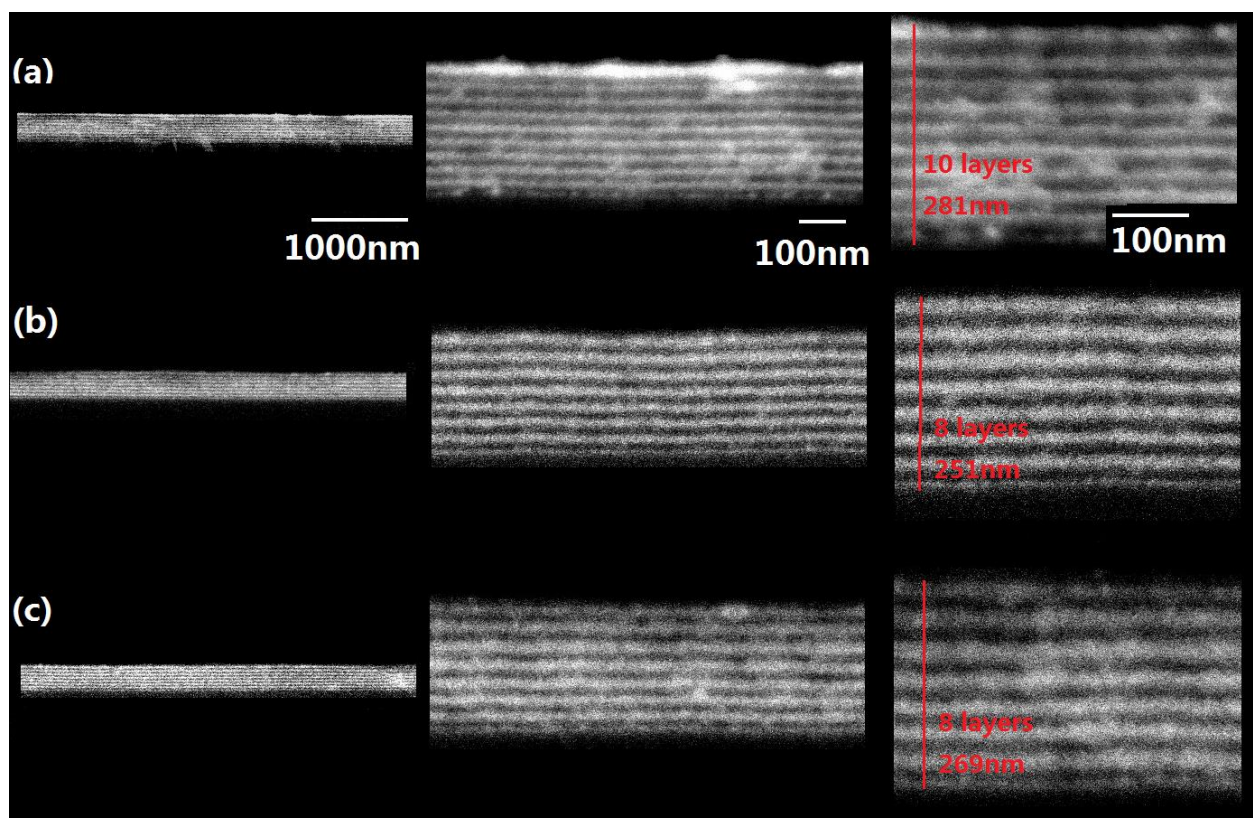 (a)
1000nm
100nm
10 layers
281nm
100nm
(b)
8 layers
251nm
(c)
8 layers
269nm